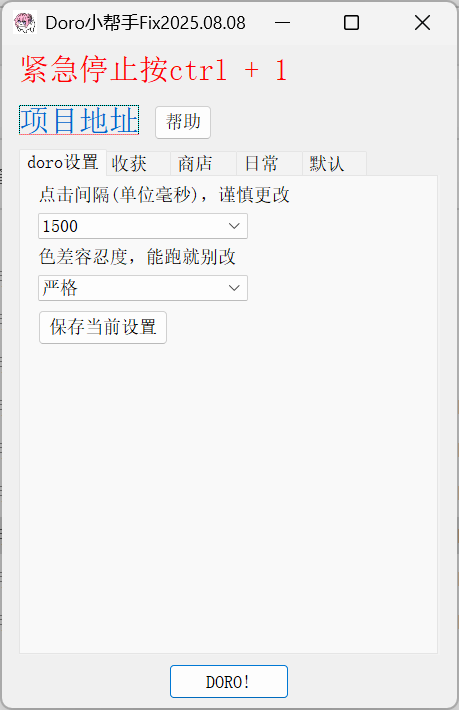 Doro小帮手Fix2025.08.08
紧急停止按ctrl + 1
项目地址 帮助
doro设置 收获 商店 日常 默认
点击间隔(单位毫秒)，谨慎更改
1500
色差容忍度，能跑就别改
严格
保存当前设置
DORO!